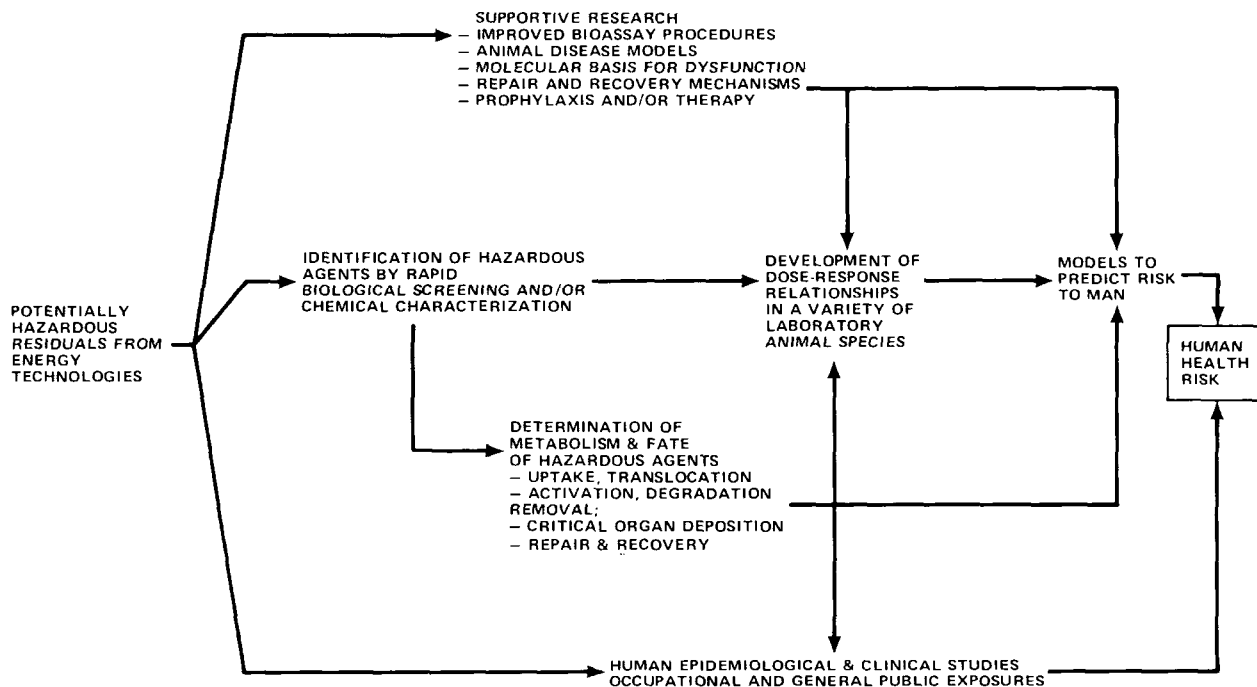 SUPPORTIVE RESEARCH
– IMPROVED BIOASSAY PROCEDURES
– ANIMAL DISEASE MODELS
– MOLECULAR BASIS FOR DYSFUNCTION
– REPAIR AND RECOVERY MECHANISMS
– PROPHYLAXIS AND/OR THERAPY
POTENTIALLY
HAZARDOUS
RESIDUALS FROM
ENERGY
TECHNOLOGIES
IDENTIFICATION OF HAZARDOUS
AGENTS BY RAPID
BIOLOGICAL SCREENING AND/OR
CHEMICAL CHARACTERIZATION
DEVELOPMENT OF
DOSE-RESPONSE
RELATIONSHIPS
IN A VARIETY OF
LABORATORY
ANIMAL SPECIES
MODELS TO
PREDICT RISK
TO MAN
HUMAN
HEALTH
RISK
DETERMINATION OF
METABOLISM & FATE
OF HAZARDOUS AGENTS
– UPTAKE, TRANSLOCATION
– ACTIVATION, DEGRADATION
REMOVAL;
– CRITICAL ORGAN DEPOSITION
– REPAIR & RECOVERY
HUMAN EPIDEMIOLOGICAL & CLINICAL STUDIES
OCCUPATIONAL AND GENERAL PUBLIC EXPOSURES